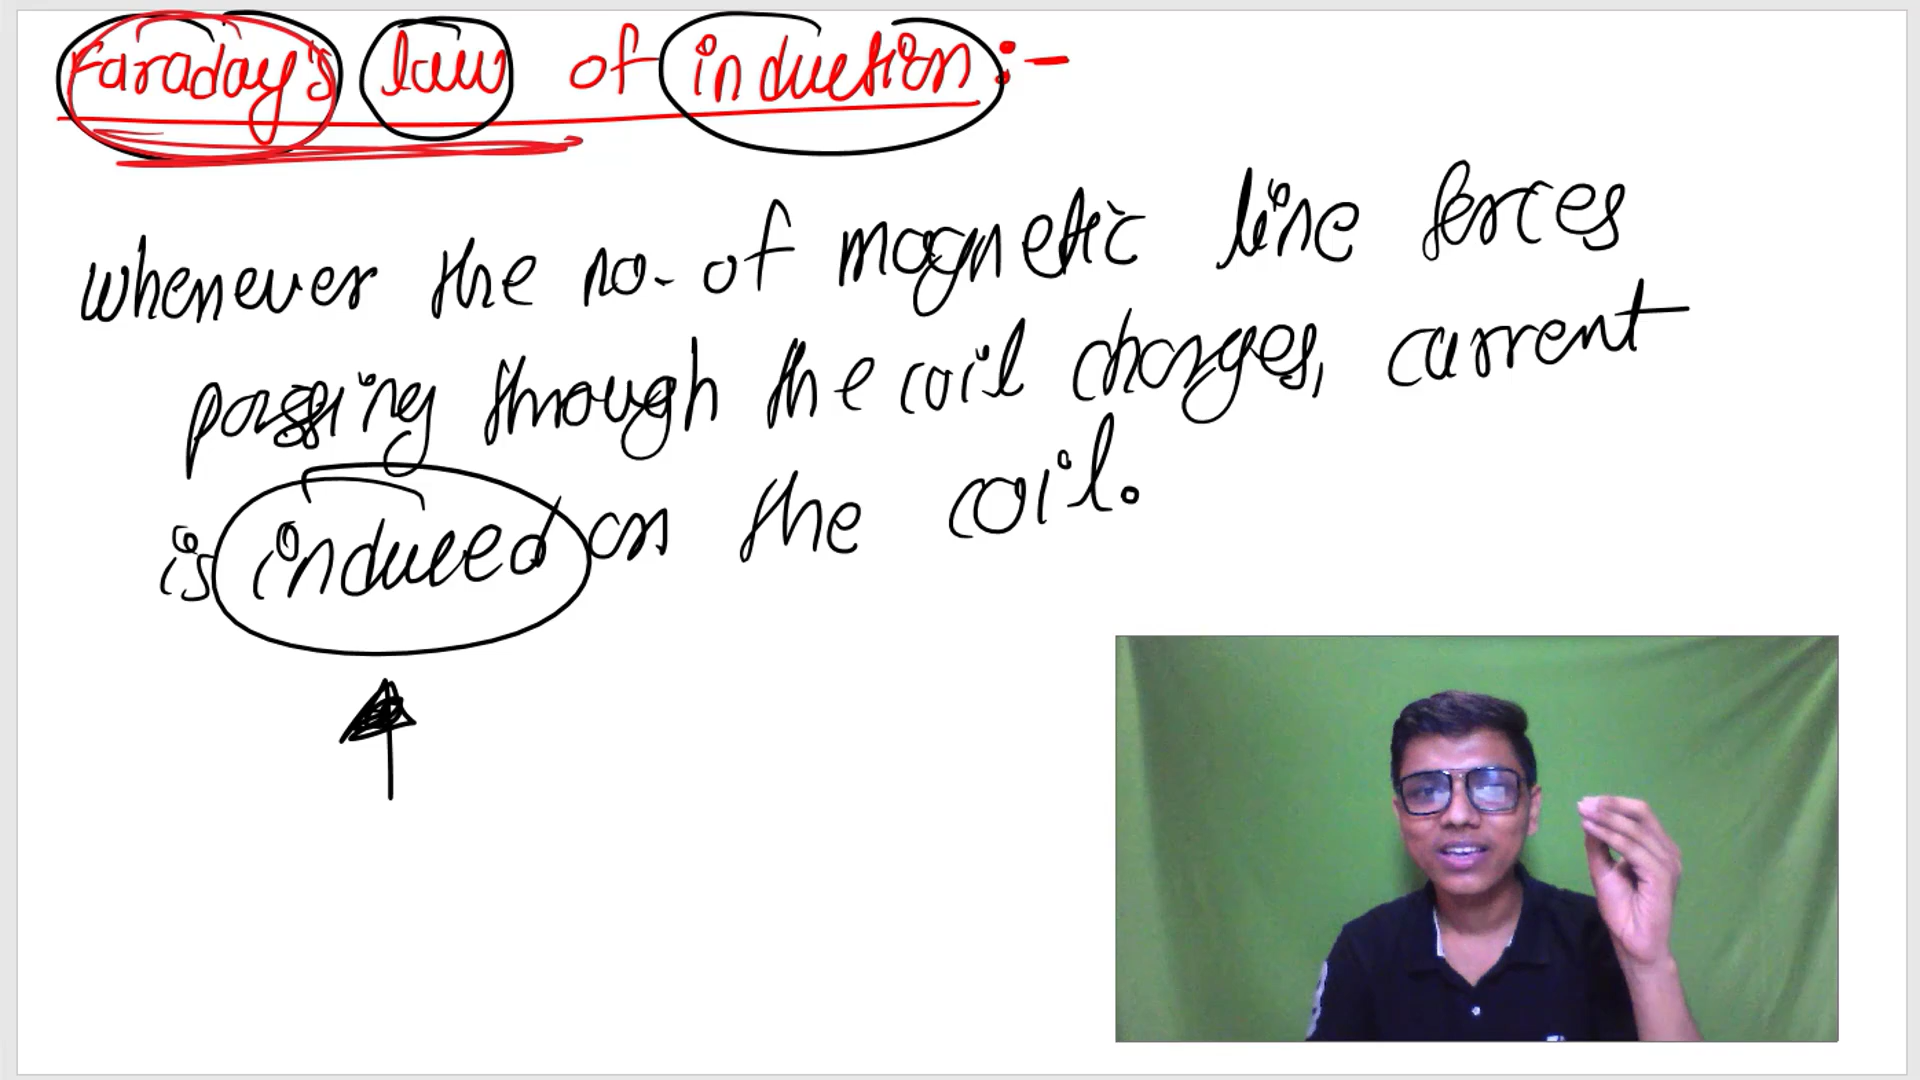 Faraday's law of induction :-
whenever the no. of magnetic line forces
passing through the coil changes, current
is induced on the coil.